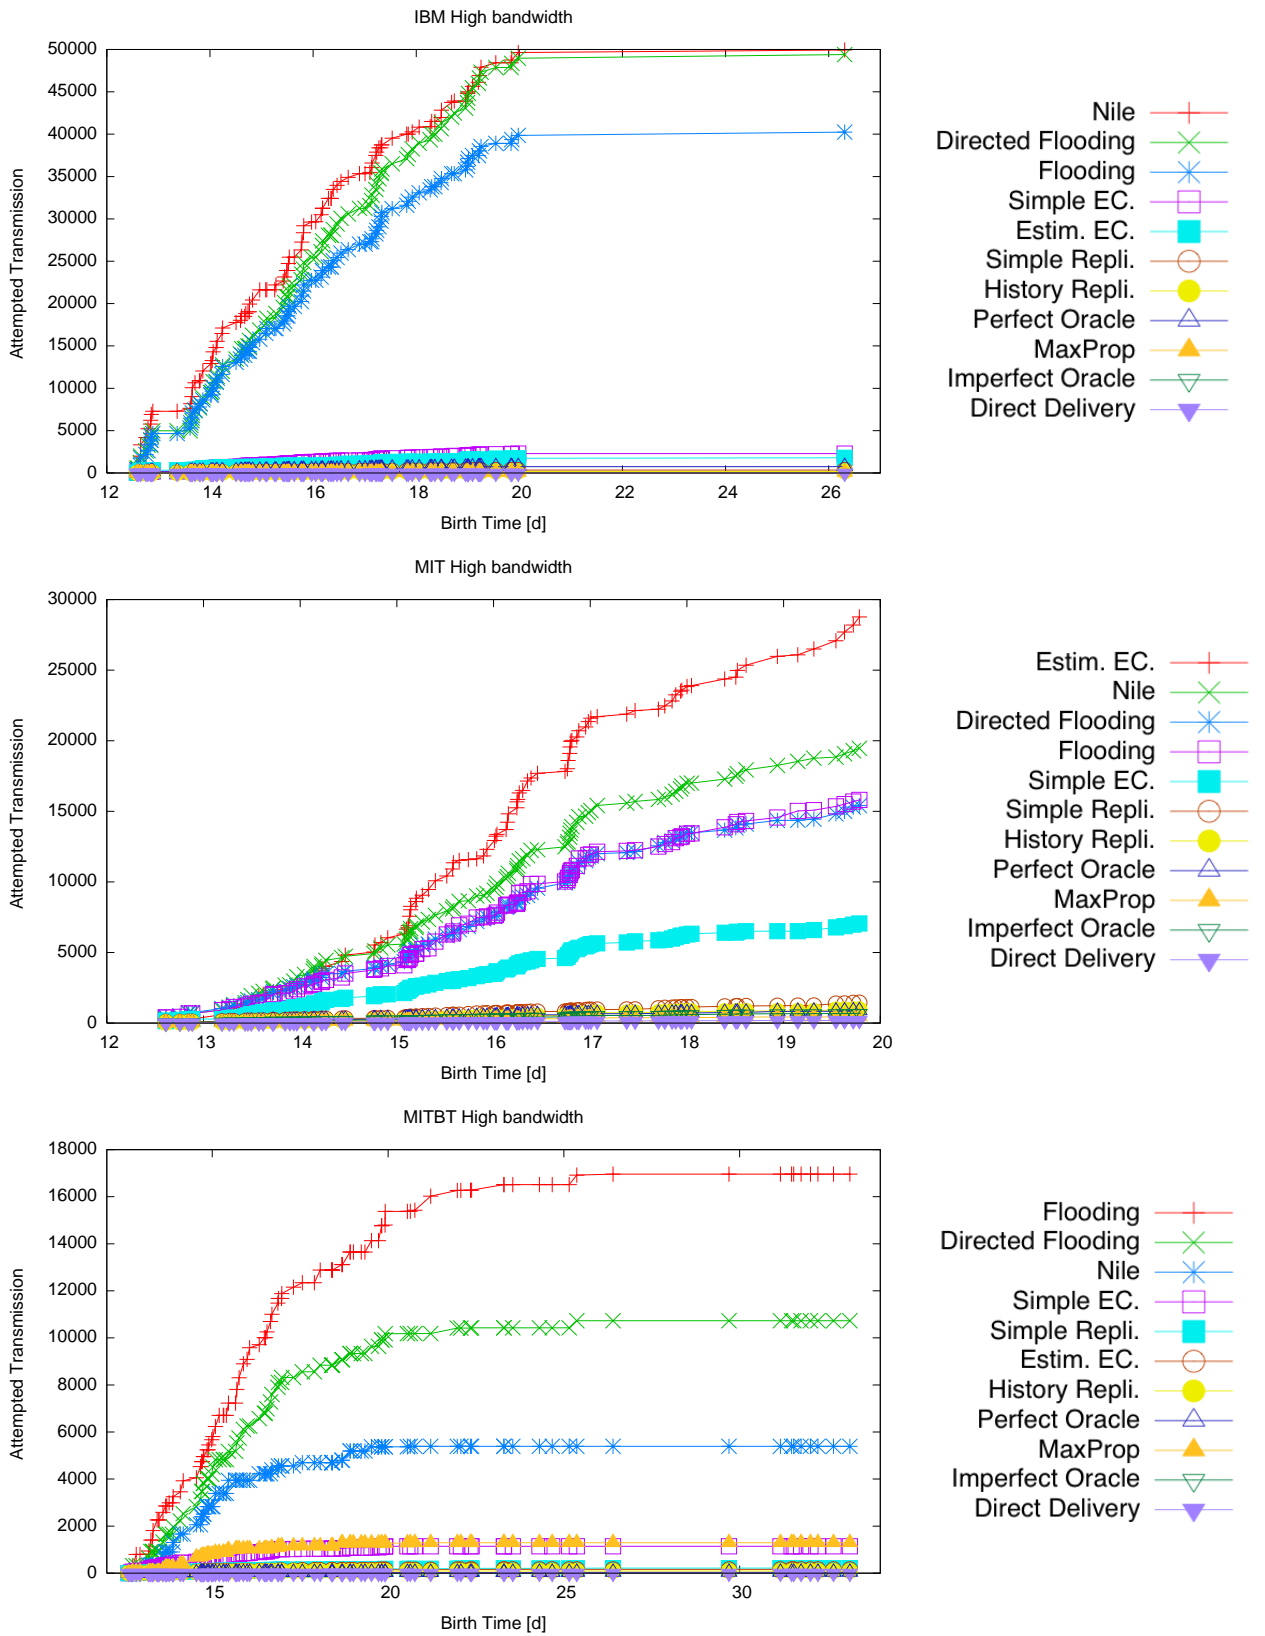 IBM High bandwidth
50000
45000
40000
35000
30000
25000
20000
15000
10000
5000
0
12 14 16 18 20 22 24 26
Attempted Transmission
Birth Time [d]
Nile
Directed Flooding
Flooding
Simple EC.
Estim. EC.
Simple Repli.
History Repli.
Perfect Oracle
MaxProp
Imperfect Oracle
Direct Delivery
MIT High bandwidth
30000
25000
20000
15000
10000
5000
0
12 13 14 15 16 17 18 19 20
Attempted Transmission
Birth Time [d]
Estim. EC.
Nile
Directed Flooding
Flooding
Simple EC.
Simple Repli.
History Repli.
Perfect Oracle
MaxProp
Imperfect Oracle
Direct Delivery
MITBT High bandwidth
18000
16000
14000
12000
10000
8000
6000
4000
2000
0
15 20 25 30
Attempted Transmission
Birth Time [d]
Flooding
Directed Flooding
Nile
Simple EC.
Simple Repli.
Estim. EC.
History Repli.
Perfect Oracle
MaxProp
Imperfect Oracle
Direct Delivery